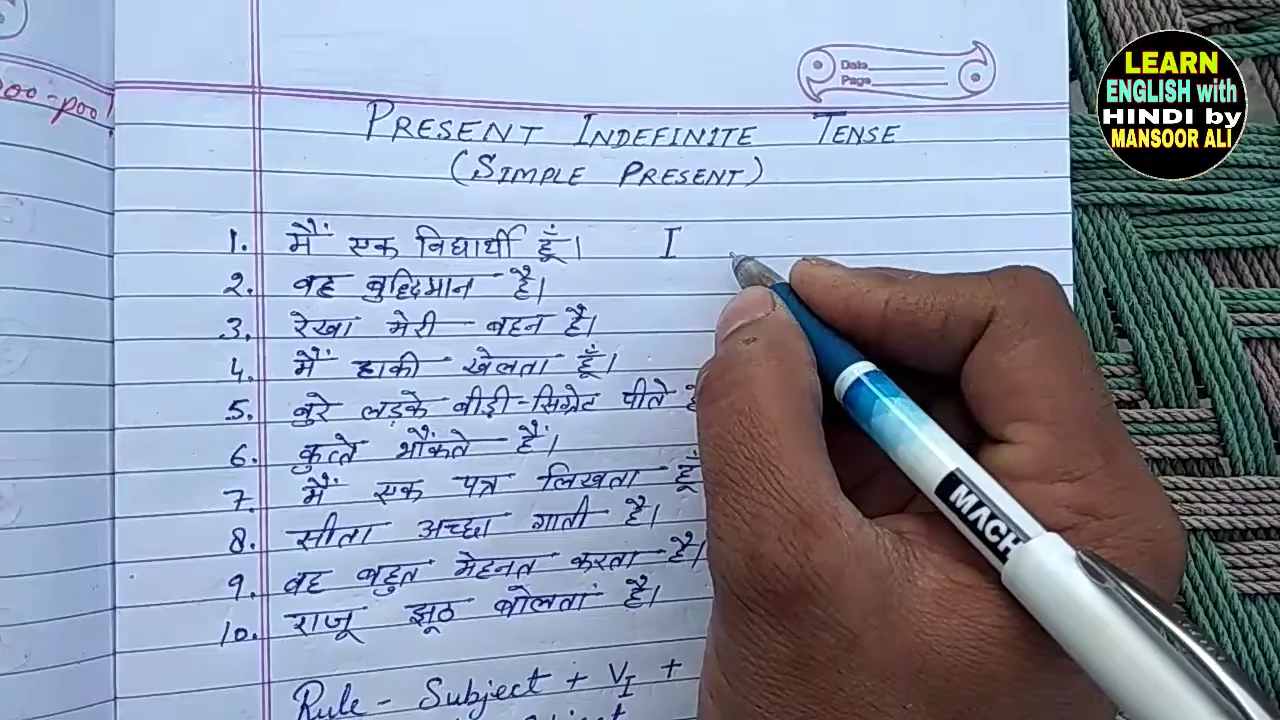 Date
Page
LEARN
ENGLISH with
HINDI by
MANSOOR ALI
PRESENT INDEFINITE TENSE
(SIMPLE PRESENT)
1. मैं एक विद्यार्थी हूँ। I
2. वह बुद्दिमान है।
3. रेखा मेरी बहन है।
4. मैं हाकी खेलता हूँ।
5. बुरे लड़के बीड़ी-सिग्रेट पीते
6. कुत्ते भौंकते हैं।
7. मैं एक पत्र लिखता हूँ
8. सीता अच्छा गाती है।
9. वह बहुत मेहनत करता है।
10. राजू झूठ बोलता है।
Rule - Subject + VI +
MACH